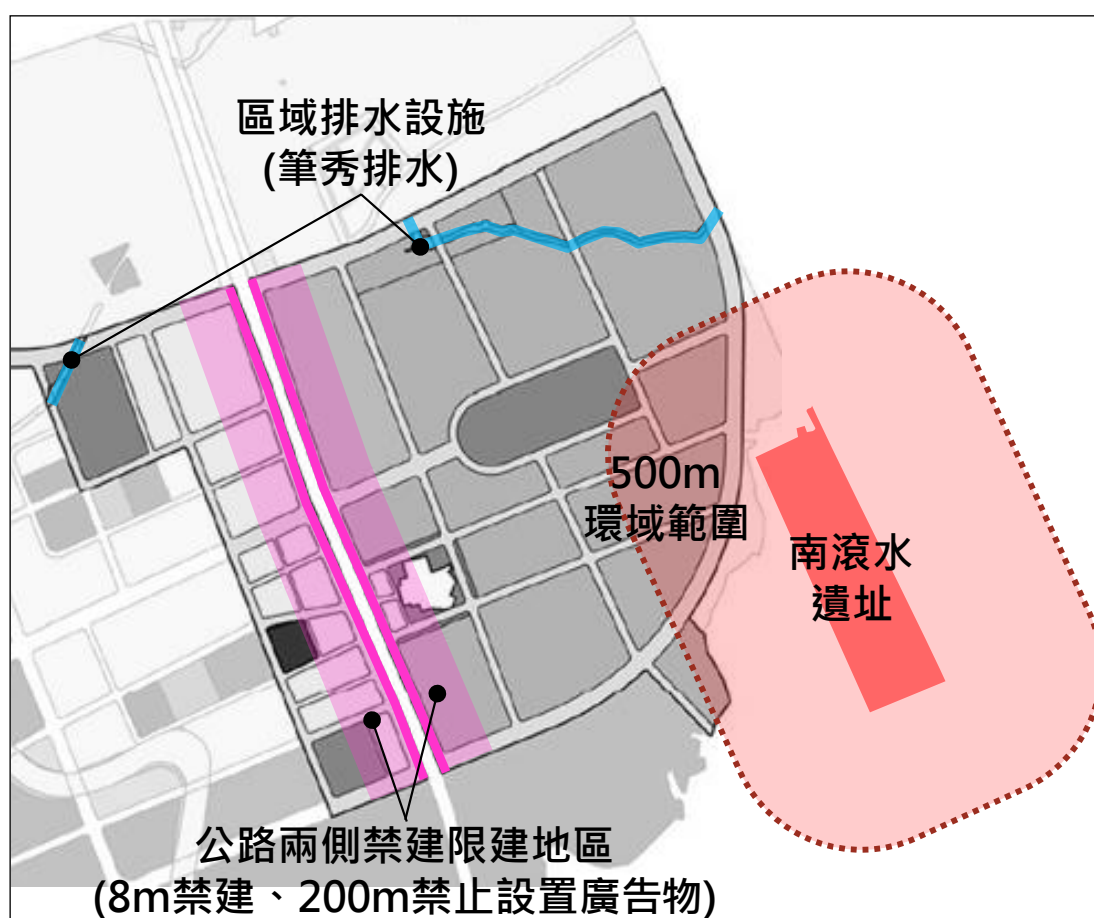 區域排水設施
(筆秀排水)
500m
環域範圍
南滾水
遺址
公路兩側禁建限建地區
(8m禁建、200m禁止設置廣告物)